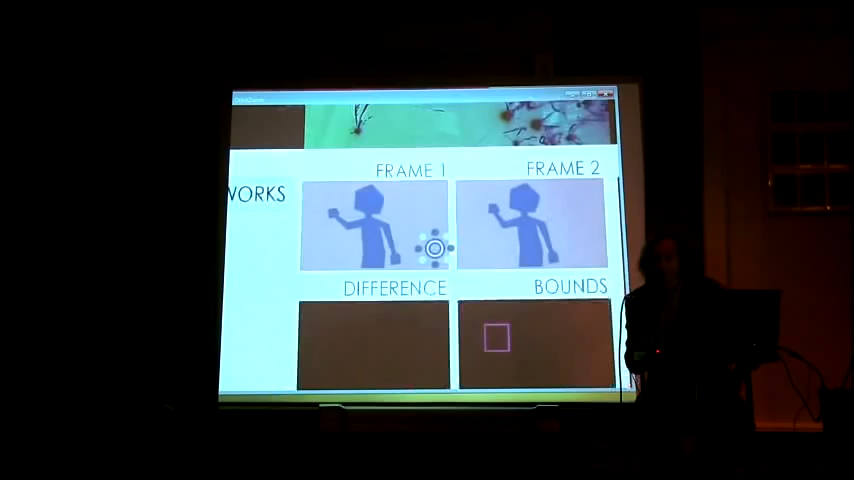 FRAME 1
FRAME 2
WORKS
DIFFERENCE
BOUNDS